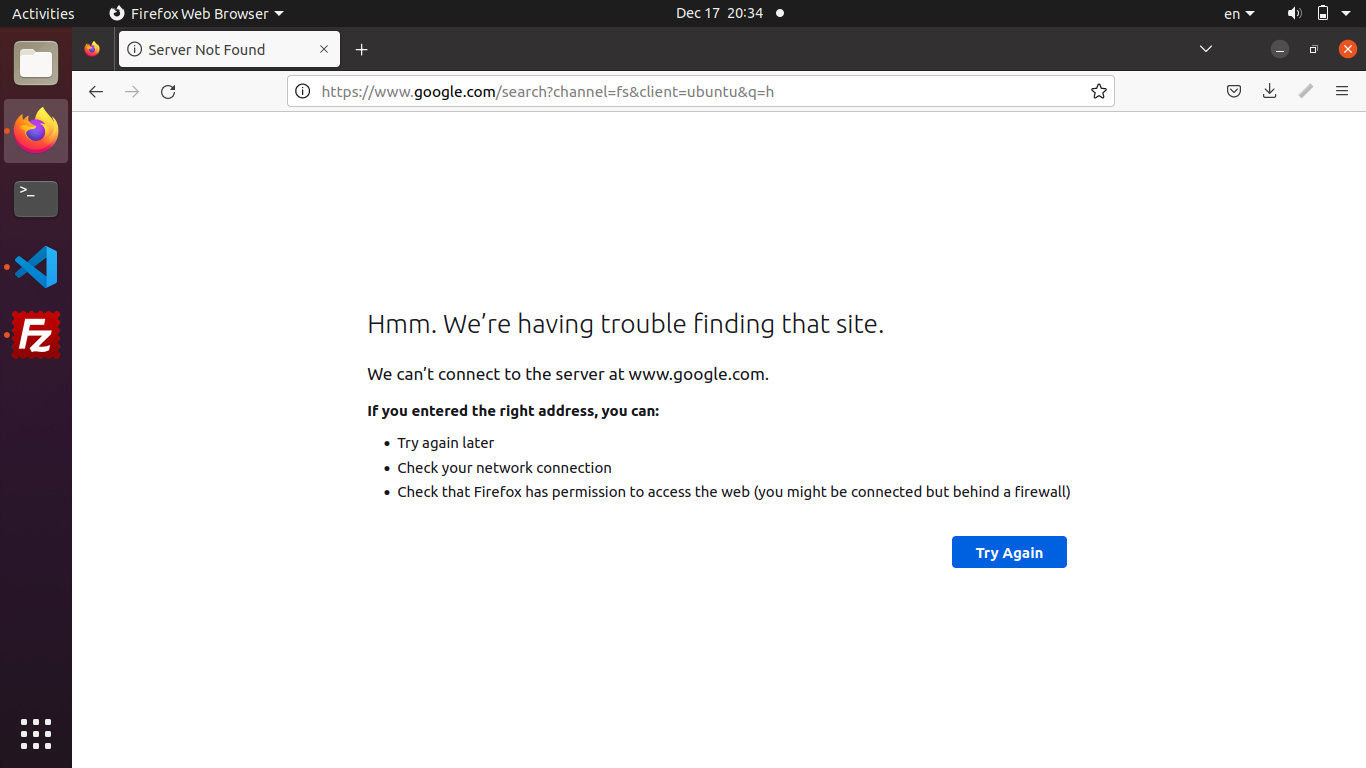 Activities Firefox Web Browser Dec 17 20:34 en
Server Not Found
https://www.google.com/search?channel=fs&client=ubuntu&q=h
>_
Fz
Hmm. We’re having trouble finding that site.
We can’t connect to the server at www.google.com.
If you entered the right address, you can:
• Try again later
• Check your network connection
• Check that Firefox has permission to access the web (you might be connected but behind a firewall)
Try Again